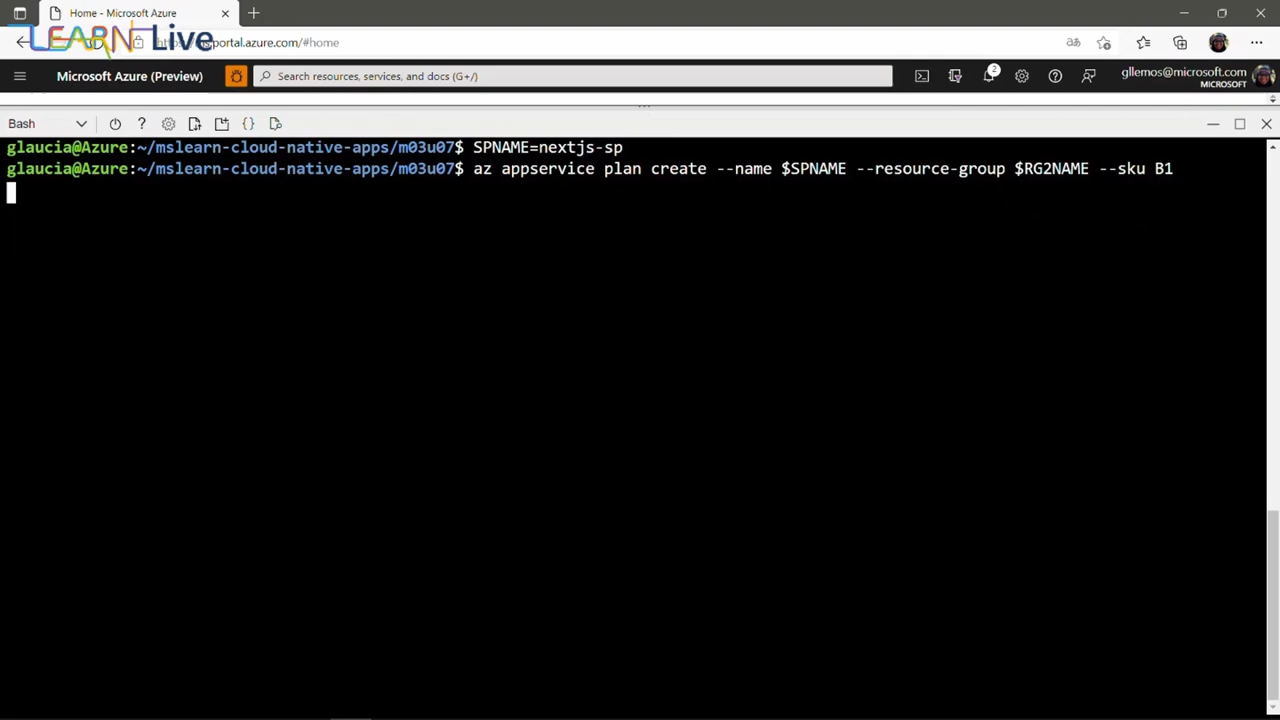 Home - Microsoft Azure
LEARN Live
portal.azure.com/#home
Microsoft Azure (Preview)
Search resources, services, and docs (G+/)
2
gllemos@microsoft.com
MICROSOFT
Bash
glaucia@Azure:~/mslearn-cloud-native-apps/m03u07$ SPNAME=nextjs-sp
glaucia@Azure:~/mslearn-cloud-native-apps/m03u07$ az appservice plan create --name $SPNAME --resource-group $RG2NAME --sku B1